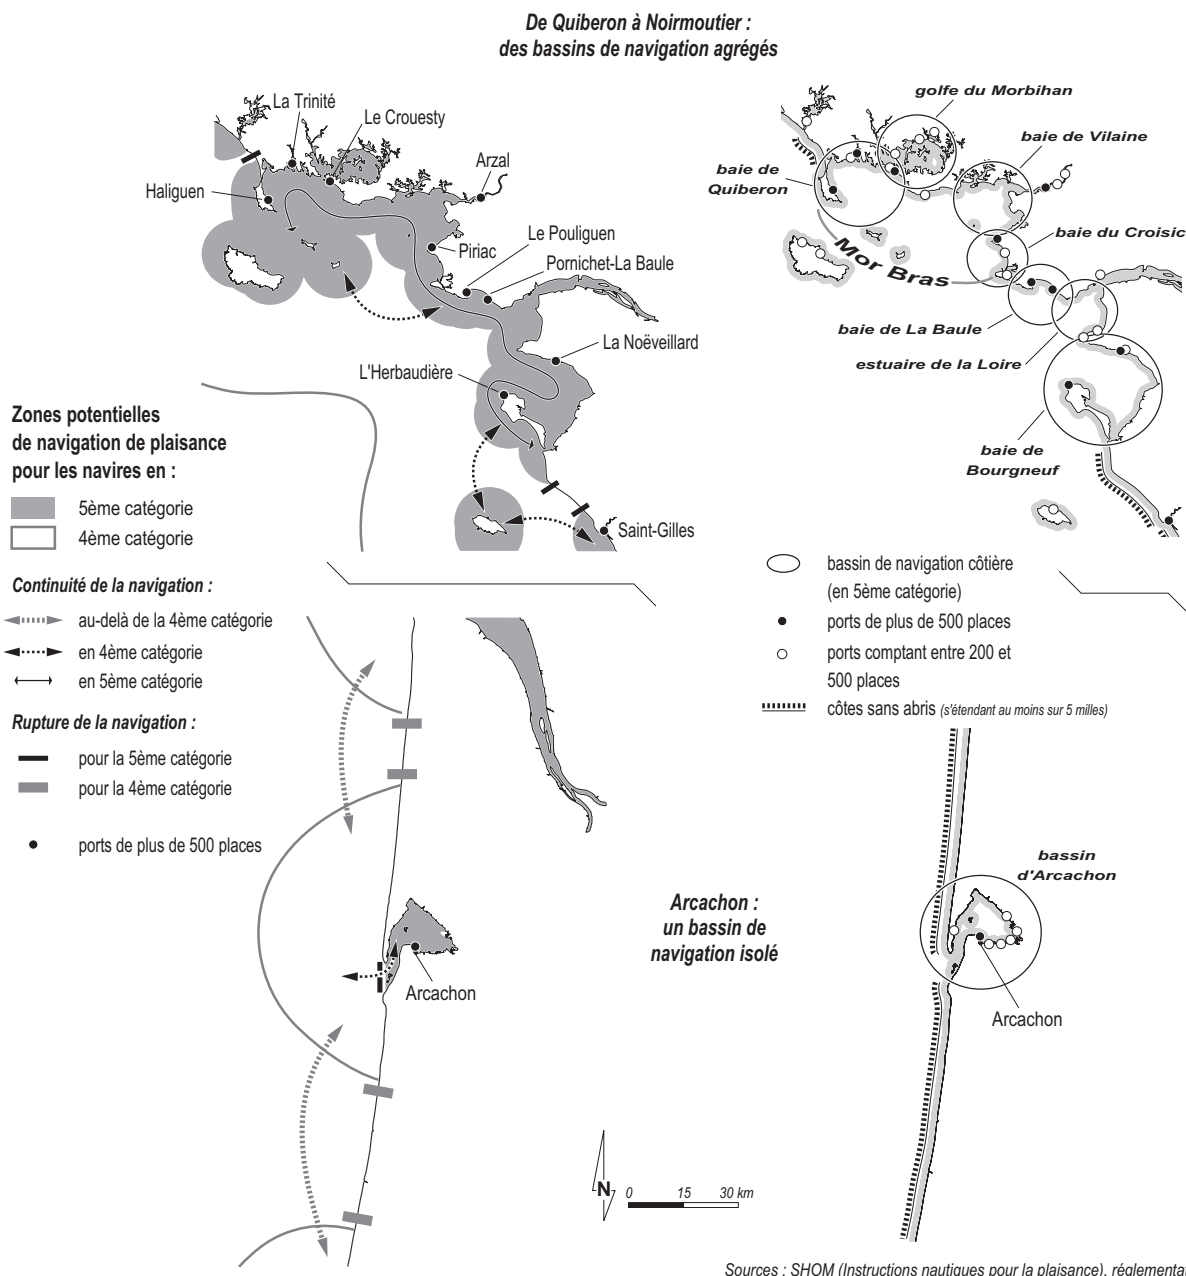 De Quiberon à Noirmoutier :
des bassins de navigation agrégés
La Trinité
Le Crouesty
Arzal
Haliguen
Piriac
Le Pouliguen
Pornichet-La Baule
La Noëveillard
L'Herbaudière
Saint-Gilles
golfe du Morbihan
baie de Vilaine
baie de
Quiberon
baie du Croisic
Mor Bras
baie de La Baule
estuaire de la Loire
baie de
Bourgneuf
Zones potentielles
de navigation de plaisance
pour les navires en :
5ème catégorie
4ème catégorie
Continuité de la navigation :
au-delà de la 4ème catégorie
en 4ème catégorie
en 5ème catégorie
Rupture de la navigation :
pour la 5ème catégorie
pour la 4ème catégorie
ports de plus de 500 places
bassin de navigation côtière
(en 5ème catégorie)
ports de plus de 500 places
ports comptant entre 200 et
500 places
côtes sans abris (s'étendant au moins sur 5 milles)
Arcachon
Arcachon :
un bassin de
navigation isolé
bassin
d'Arcachon
Arcachon
N
0 15 30 km
Sources : SHOM (Instructions nautiques pour la plaisance), réglementat